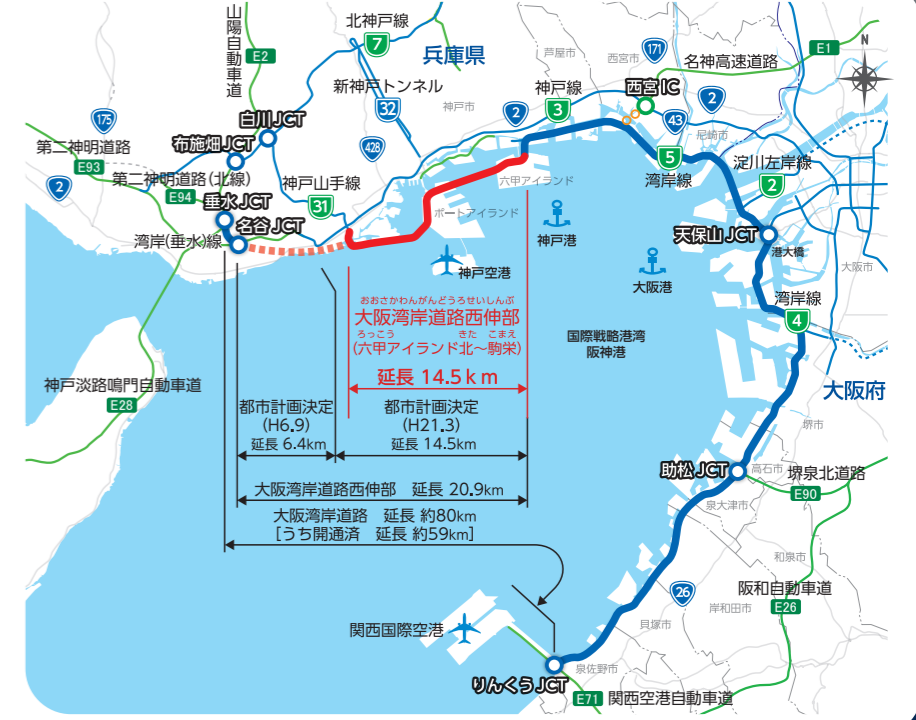 山陽自動車道
E2
北神戸線
7
兵庫県
新神戸トンネル
32
神戸市
芦屋市
西宮市
171
名神高速道路
E1
N
西宮IC
神戸線
3
2
2
43
尼崎市
175
白川JCT
布施畑JCT
第二神明道路
E93
2
第二神明道路(北線)
E94
428
神戸山手線
31
垂水JCT
名谷JCT
湾岸(垂水)線
六甲アイランド
ポートアイランド
5
湾岸線
淀川左岸線
2
神戸港
神戸空港
天保山JCT
港大橋
大阪港
大阪市
湾岸線
4
おおさかわんがんどうろせいしんぶ
大阪湾岸道路西伸部
ろっこう きた こまえ
(六甲アイランド北~駒栄)
延長 14.5km
国際戦略港湾
阪神港
神戸淡路鳴門自動車道
E28
大阪府
都市計画決定
(H6.9)
延長 6.4km
都市計画決定
(H21.3)
延長 14.5km
堺市
助松JCT
高石市
堺泉北道路
E90
泉大津市
大阪湾岸道路西伸部 延長 20.9km
大阪湾岸道路 延長 約80km
[うち開通済 延長 約59km]
和泉市
26
阪和自動車道
E26
岸和田市
貝塚市
関西国際空港
泉佐野市
りんくうJCT
E71 関西空港自動車道